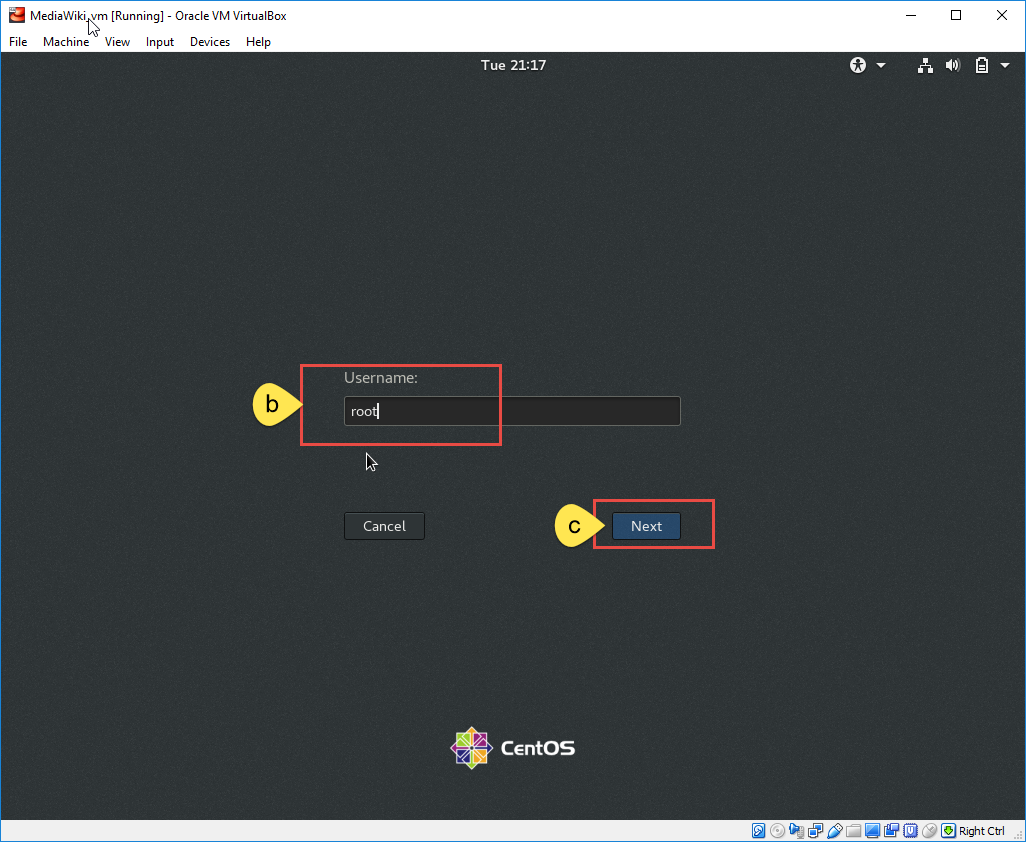 MediaWiki_vm [Running] - Oracle VM VirtualBox
File Machine View Input Devices Help
Tue 21:17
Username:
b
root
Cancel
c
Next
CentOS
Right Ctrl